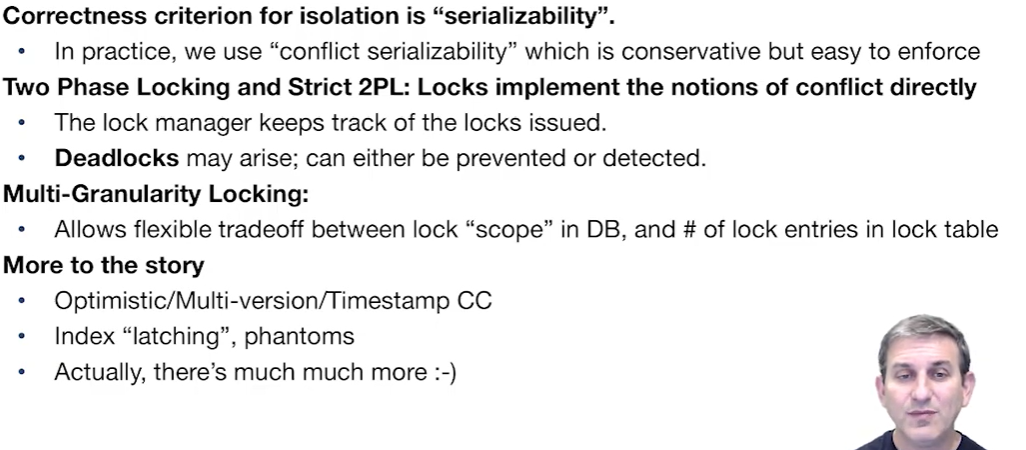 Correctness criterion for isolation is “serializability”.
• In practice, we use “conflict serializability” which is conservative but easy to enforce
Two Phase Locking and Strict 2PL: Locks implement the notions of conflict directly
• The lock manager keeps track of the locks issued.
• Deadlocks may arise; can either be prevented or detected.
Multi-Granularity Locking:
• Allows flexible tradeoff between lock “scope” in DB, and # of lock entries in lock table
More to the story
• Optimistic/Multi-version/Timestamp CC
• Index “latching”, phantoms
• Actually, there’s much much more :-)